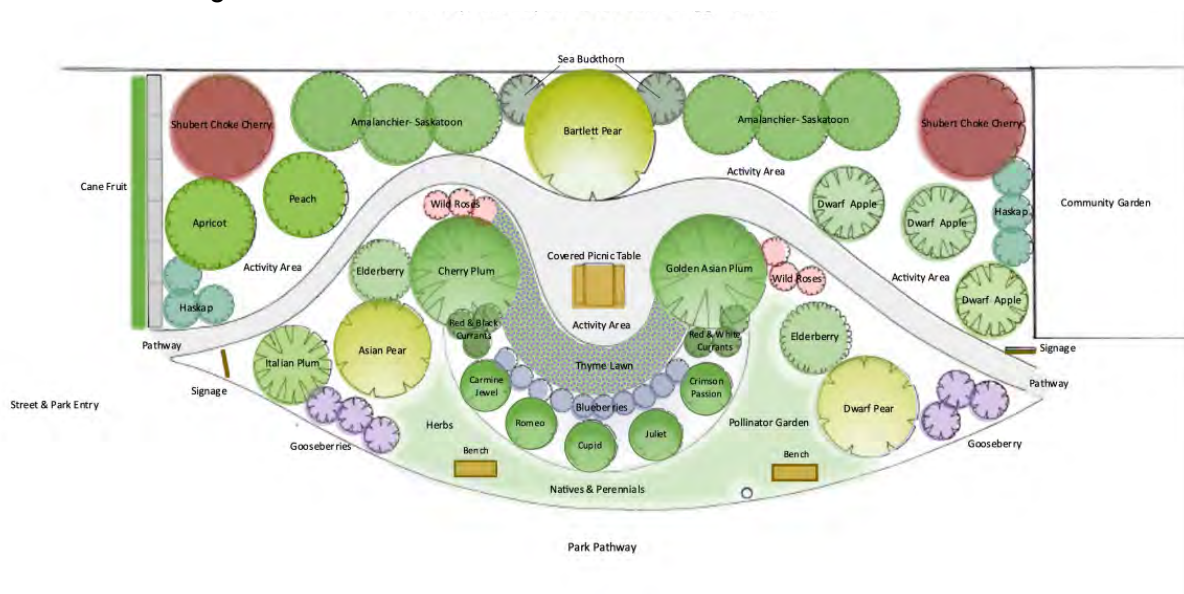 Sea Buckthorn
Shubert Choke Cherry
Amalanchier- Saskatoon
Bartlett Pear
Amalanchier- Saskatoon
Shubert Choke Cherry
Activity Area
Cane Fruit
Peach
Wild Roses
Dwarf Apple
Community Garden
Apricot
Dwarf Apple
Haskap
Covered Picnic Table
Activity Area
Elderberry
Cherry Plum
Golden Asian Plum
Wild Roses
Activity Area
Haskap
Dwarf Apple
Red & Black
Currants
Activity Area
Red & White
Currants
Elderberry
Pathway
Italian Plum
Asian Pear
Signage
Thyme Lawn
Signage
Carmine
Jewel
Crimson
Passion
Pathway
Street & Park Entry
Blueberries
Dwarf Pear
Herbs
Romeo
Juliet
Pollinator Garden
Gooseberries
Cupid
Gooseberry
Bench
Bench
Natives & Perennials
Park Pathway